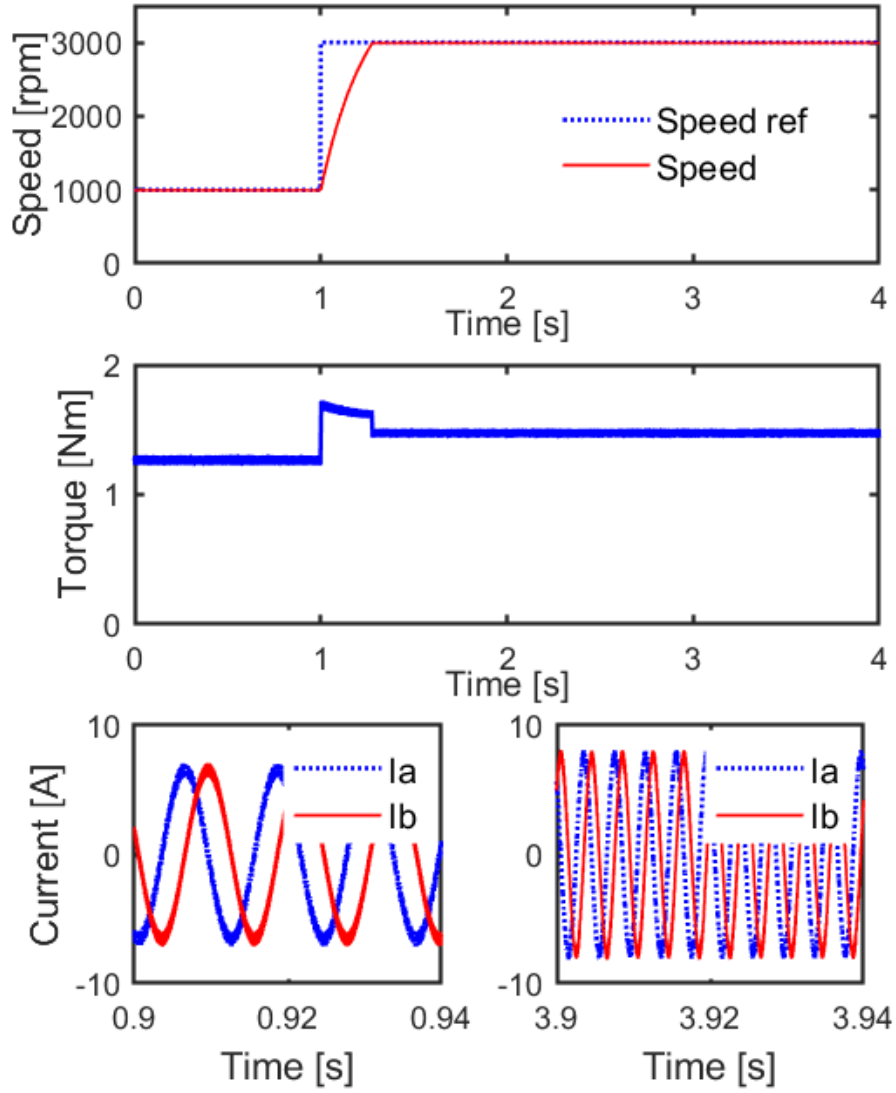 Speed [rpm]
3000
2000
1000
0
Speed ref
Speed
0 1 2 3 4
Time [s]
Torque [Nm]
2
1
0
0 1 2 3 4
Time [s]
Current [A]
10
0
-10
Ia
Ib
0.9 0.92 0.94
Time [s]
10
0
-10
Ia
Ib
3.9 3.92 3.94
Time [s]